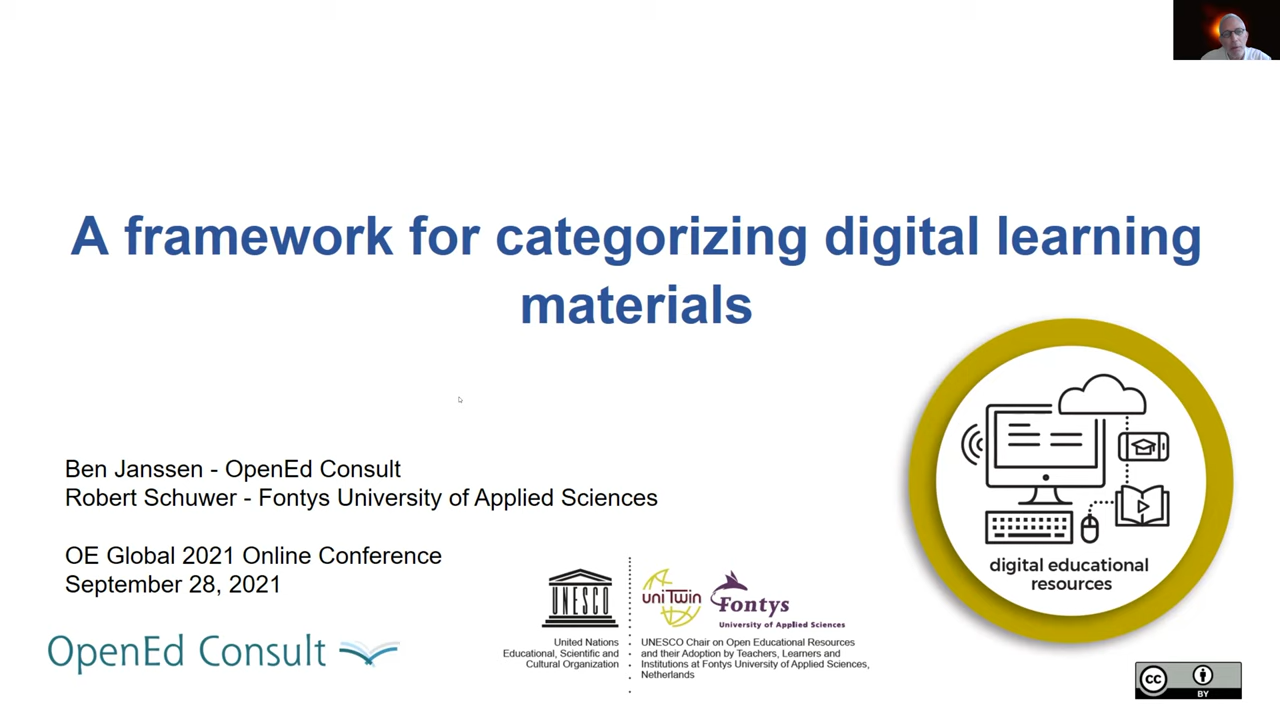 A framework for categorizing digital learning
materials
Ben Janssen - OpenEd Consult
Robert Schuwer - Fontys University of Applied Sciences
OE Global 2021 Online Conference
September 28, 2021
OpenEd Consult
UNESCO
United Nations
Educational, Scientific and
Cultural Organization
uniTwin
Fontys
University of Applied Sciences
UNESCO Chair on Open Educational Resources
and their Adoption by Teachers, Learners and
Institutions at Fontys University of Applied Sciences,
Netherlands
digital educational
resources
cc
BY